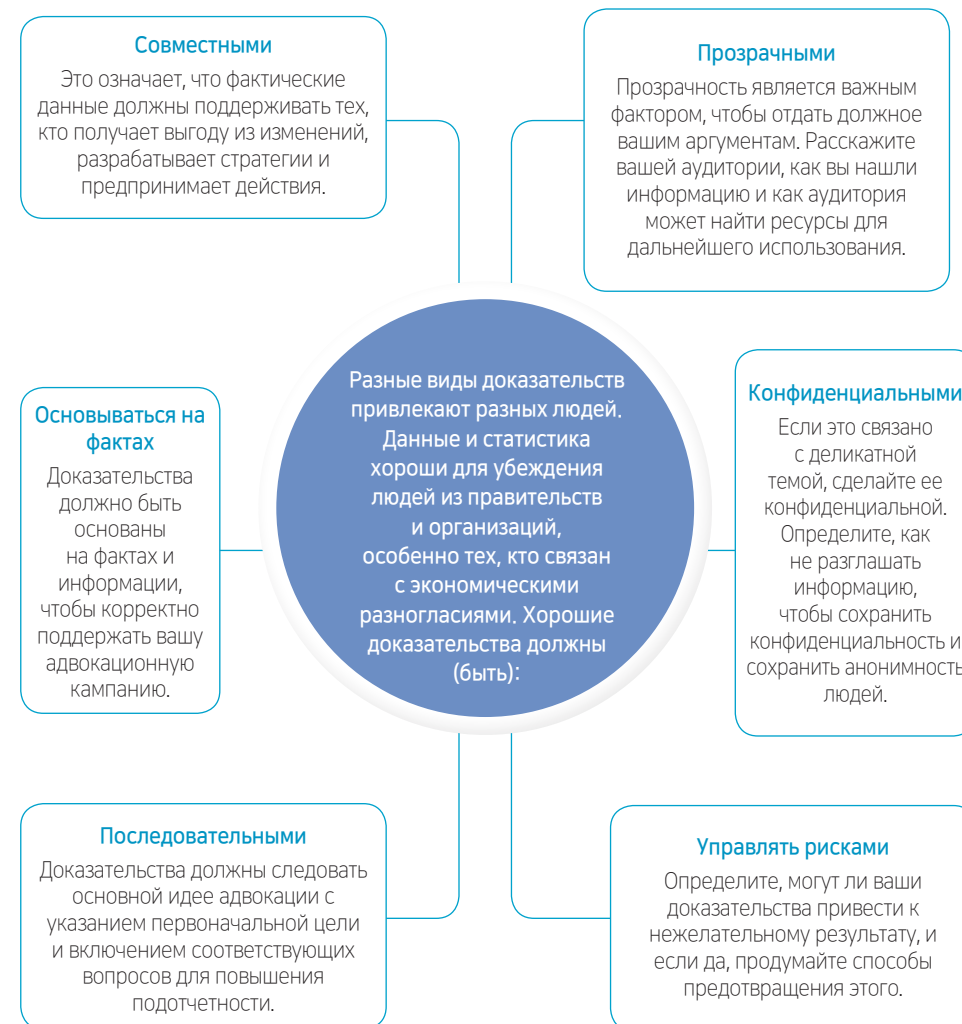 Совместными
Это означает, что фактические
данные должны поддерживать тех,
кто получает выгоду из изменений,
разрабатывает стратегии и
предпринимает действия.
Прозрачными
Прозрачность является важным
фактором, чтобы отдать должное
вашим аргументам. Расскажите
вашей аудитории, как вы нашли
информацию и как аудитория
может найти ресурсы для
дальнейшего использования.
Разные виды доказательств
привлекают разных людей.
Данные и статистика
хороши для убеждения
людей из правительств
и организаций,
особенно тех, кто связан
с экономическими
разногласиями. Хорошие
доказательства должны
(быть):
Основываться на
фактах
Доказательства
должно быть
основаны
на фактах и
информации,
чтобы корректно
поддержать вашу
адвокационную
кампанию.
Конфиденциальными
Если это связано
с деликатной
темой, сделайте ее
конфиденциальной.
Определите, как
не разглашать
информацию,
чтобы сохранить
конфиденциальность и
сохранить анонимность
людей.
Последовательными
Доказательства должны следовать
основной идее адвокации с
указанием первоначальной цели
и включением соответствующих
вопросов для повышения
подотчетности.
Управлять рисками
Определите, могут ли ваши
доказательства привести к
нежелательному результату, и
если да, продумайте способы
предотвращения этого.